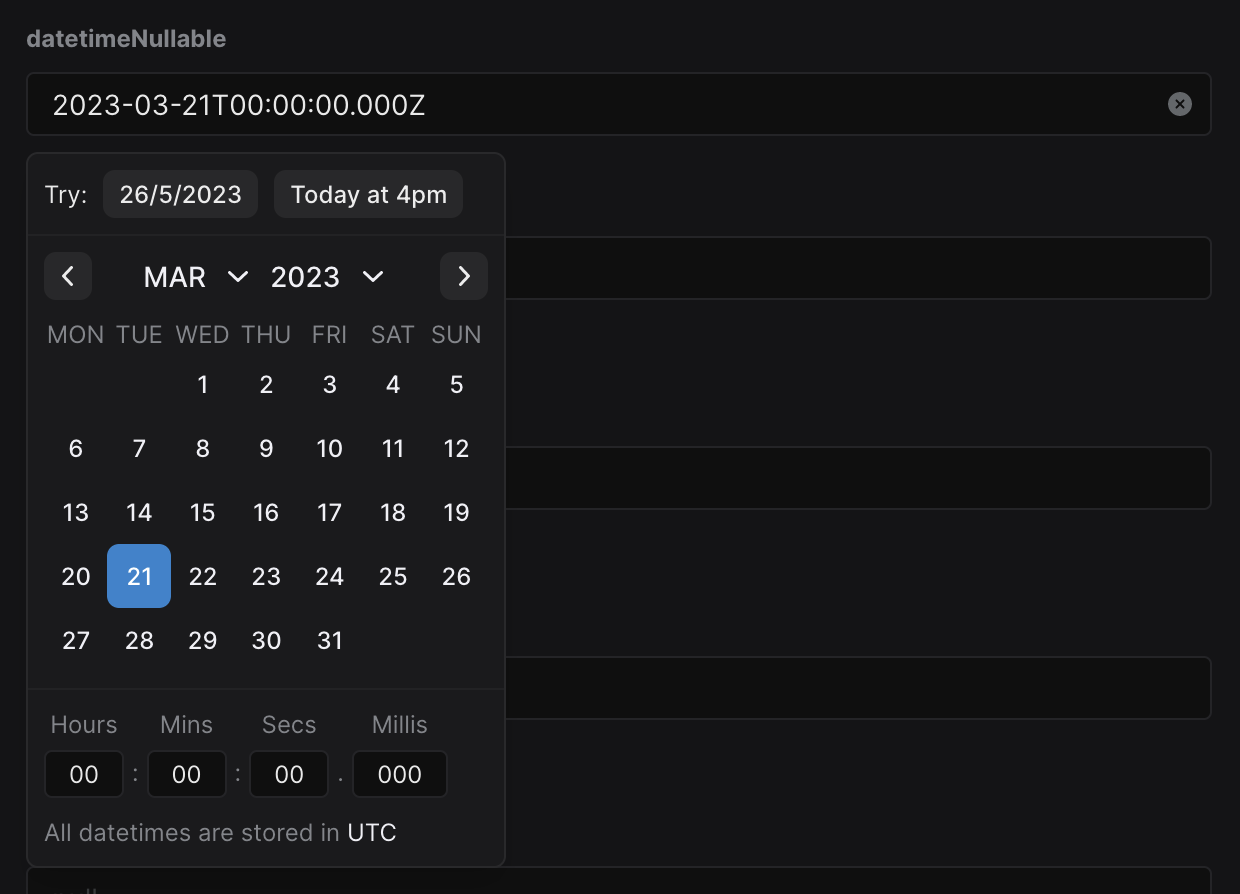 datetimeNullable
2023-03-21T00:00:00.000Z
Try: 26/5/2023 Today at 4pm
MAR 2023
MON TUE WED THU FRI SAT SUN
1 2 3 4 5
6 7 8 9 10 11 12
13 14 15 16 17 18 19
20 21 22 23 24 25 26
27 28 29 30 31
Hours Mins Secs Millis
00 : 00 : 00 . 000
All datetimes are stored in UTC